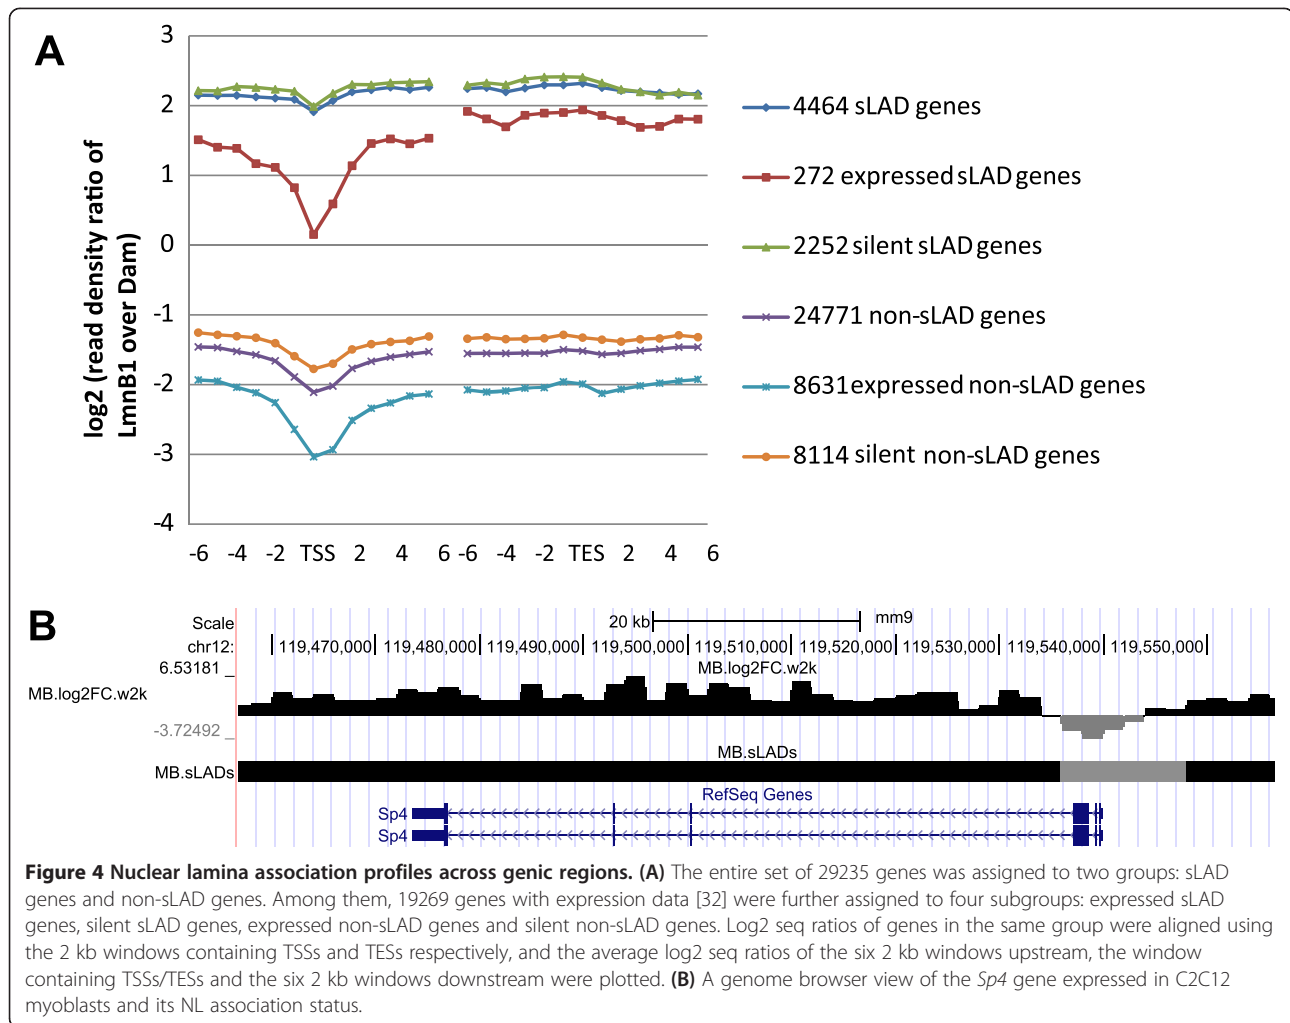 A
log2 (read density ratio of
LmnB1 over Dam)
3
2
1
0
-1
-2
-3
-4
-6 -4 -2 TSS 2 4 6 -6 -2 TES 2 4 6
4464 sLAD genes
272 expressed sLAD genes
2252 silent sLAD genes
24771 non-sLAD genes
8631 expressed non-sLAD genes
8114 silent non-sLAD genes
B
Scale 20 kb mm9
chr12: 119,470,000 119,480,000 119,490,000 119,500,000 119,510,000 119,520,000 119,530,000 119,540,000 119,550,000
6.53181 _ MB.log2FC.w2k
MB.log2FC.w2k
-3.72492 _
MB.sLADs
MB.sLADs
RefSeq Genes
Sp4
Sp4
Figure 4 Nuclear lamina association profiles across genic regions. (A) The entire set of 29235 genes was assigned to two groups: sLAD
genes and non-sLAD genes. Among them, 19269 genes with expression data [32] were further assigned to four subgroups: expressed sLAD
genes, silent sLAD genes, expressed non-sLAD genes and silent non-sLAD genes. Log2 seq ratios of genes in the same group were aligned using
the 2 kb windows containing TSSs and TESs respectively, and the average log2 seq ratios of the six 2 kb windows upstream, the window
containing TSSs/TESs and the six 2 kb windows downstream were plotted. (B) A genome browser view of the Sp4 gene expressed in C2C12
myoblasts and its NL association status.